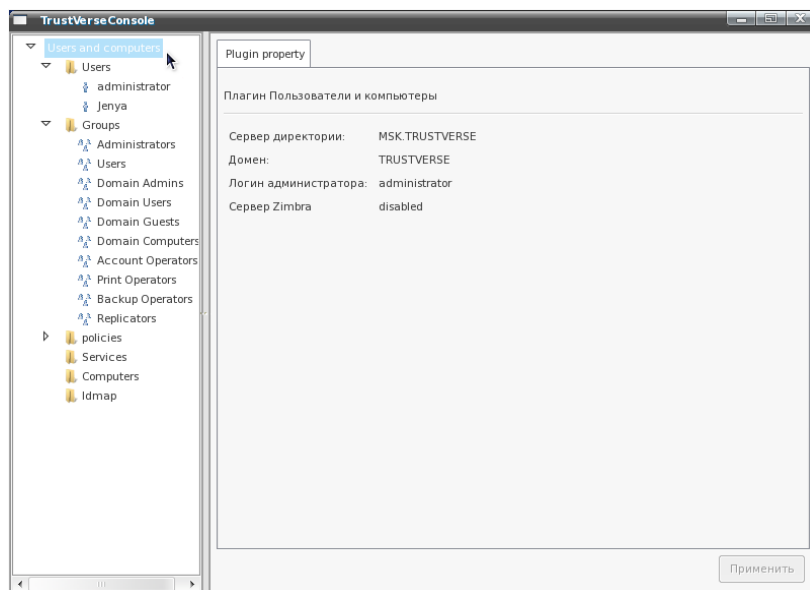 TrustVerseConsole
Users and computers
Users
administrator
Jenya
Groups
Administrators
Users
Domain Admins
Domain Users
Domain Guests
Domain Computers
Account Operators
Print Operators
Backup Operators
Replicators
policies
Services
Computers
Idmap
Plugin property
Плагин Пользователи и компьютеры
Сервер директории: MSK.TRUSTVERSE
Домен: TRUSTVERSE
Логин администратора: administrator
Сервер Zimbra disabled
Применить